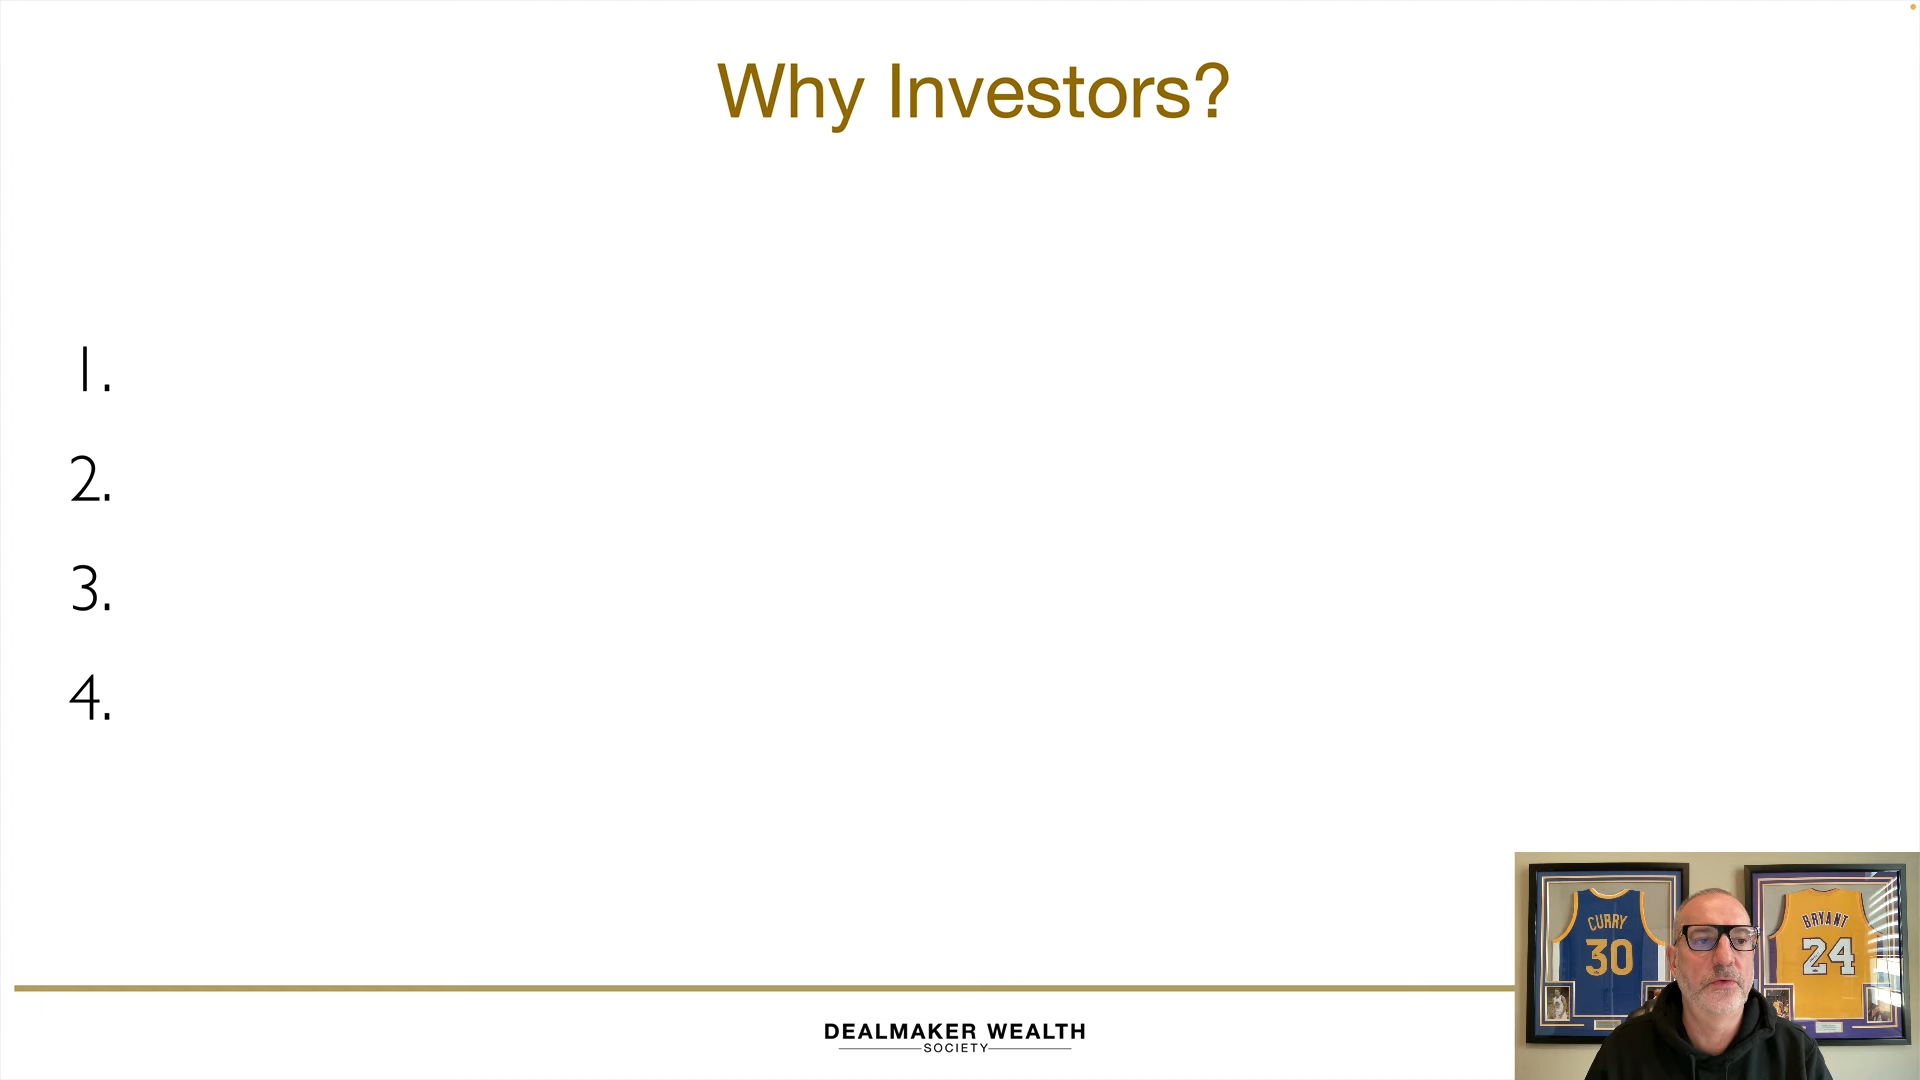 Why Investors?
1.
2.
3.
4.
DEALMAKER WEALTH
SOCIETY
CURRY
30
BRYANT
24